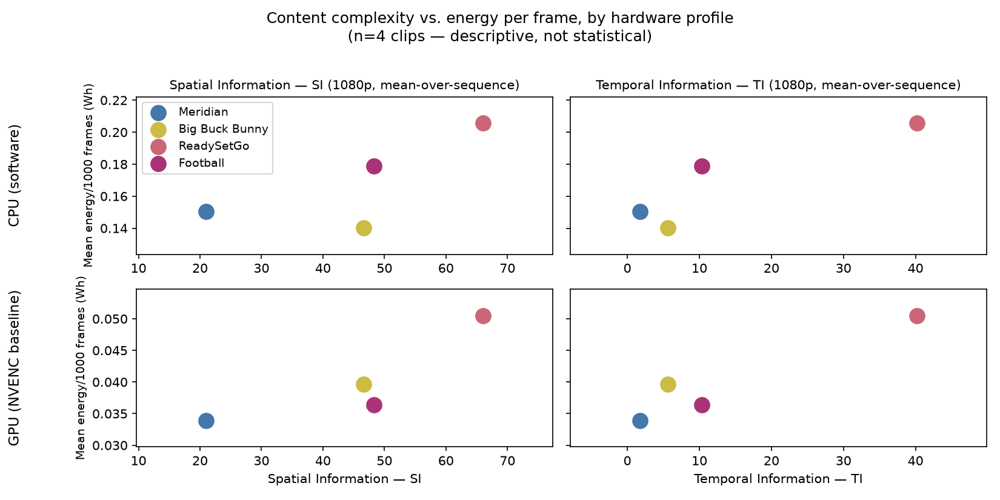 Content complexity vs. energy per frame, by hardware profile
(n=4 clips — descriptive, not statistical)
CPU (software)
Mean energy/1000 frames (Wh)
Spatial Information — SI (1080p, mean-over-sequence)
0.22
0.20
0.18
0.16
0.14
Meridian
Big Buck Bunny
ReadySetGo
Football
10 20 30 40 50 60 70
Temporal Information — TI (1080p, mean-over-sequence)
0 10 20 30 40
GPU (NVENC baseline)
Mean energy/1000 frames (Wh)
0.050
0.045
0.040
0.035
0.030
10 20 30 40 50 60 70
Spatial Information — SI
0 10 20 30 40
Temporal Information — TI